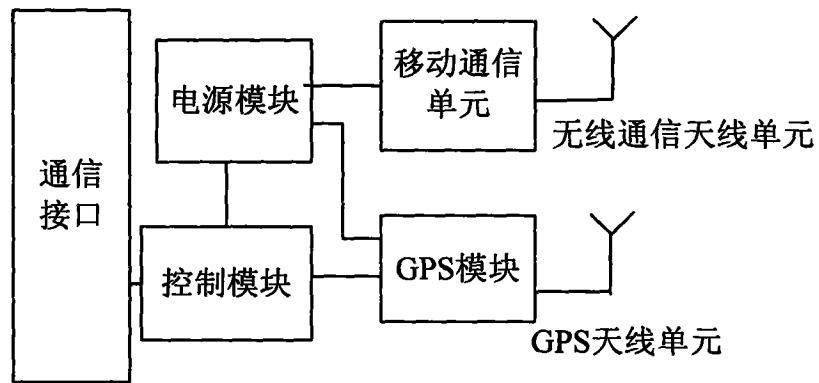 移动通信
单元
电源模块
无线通信天线单元
通信
接口
控制模块
GPS模块
GPS天线单元